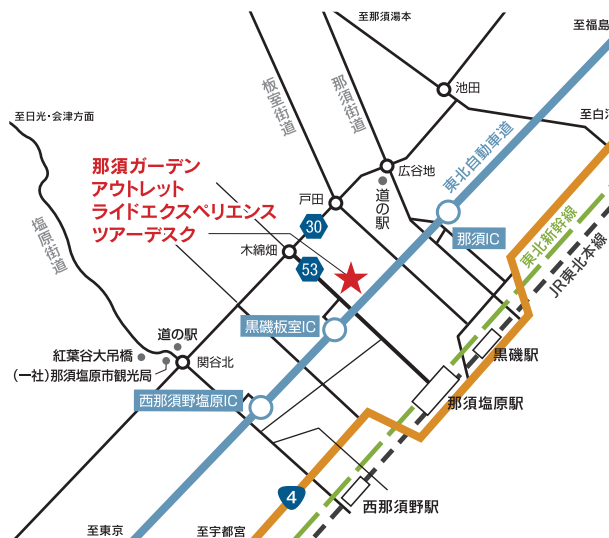 至那須湯本
至福島
池田
板室街道
那須街道
至日光・会津方面
至白河
東北自動車道
那須ガーデン
アウトレット
ライドエクスペリエンス
ツアーデスク
広谷地
道の駅
戸田
30
那須IC
塩原街道
木綿畑
53
東北新幹線
JR東北本線
黒磯板室IC
道の駅
紅葉谷大吊橋
(一社)那須塩原市観光局
関谷北
黒磯駅
西那須野塩原IC
那須塩原駅
4
西那須野駅
至東京
至宇都宮